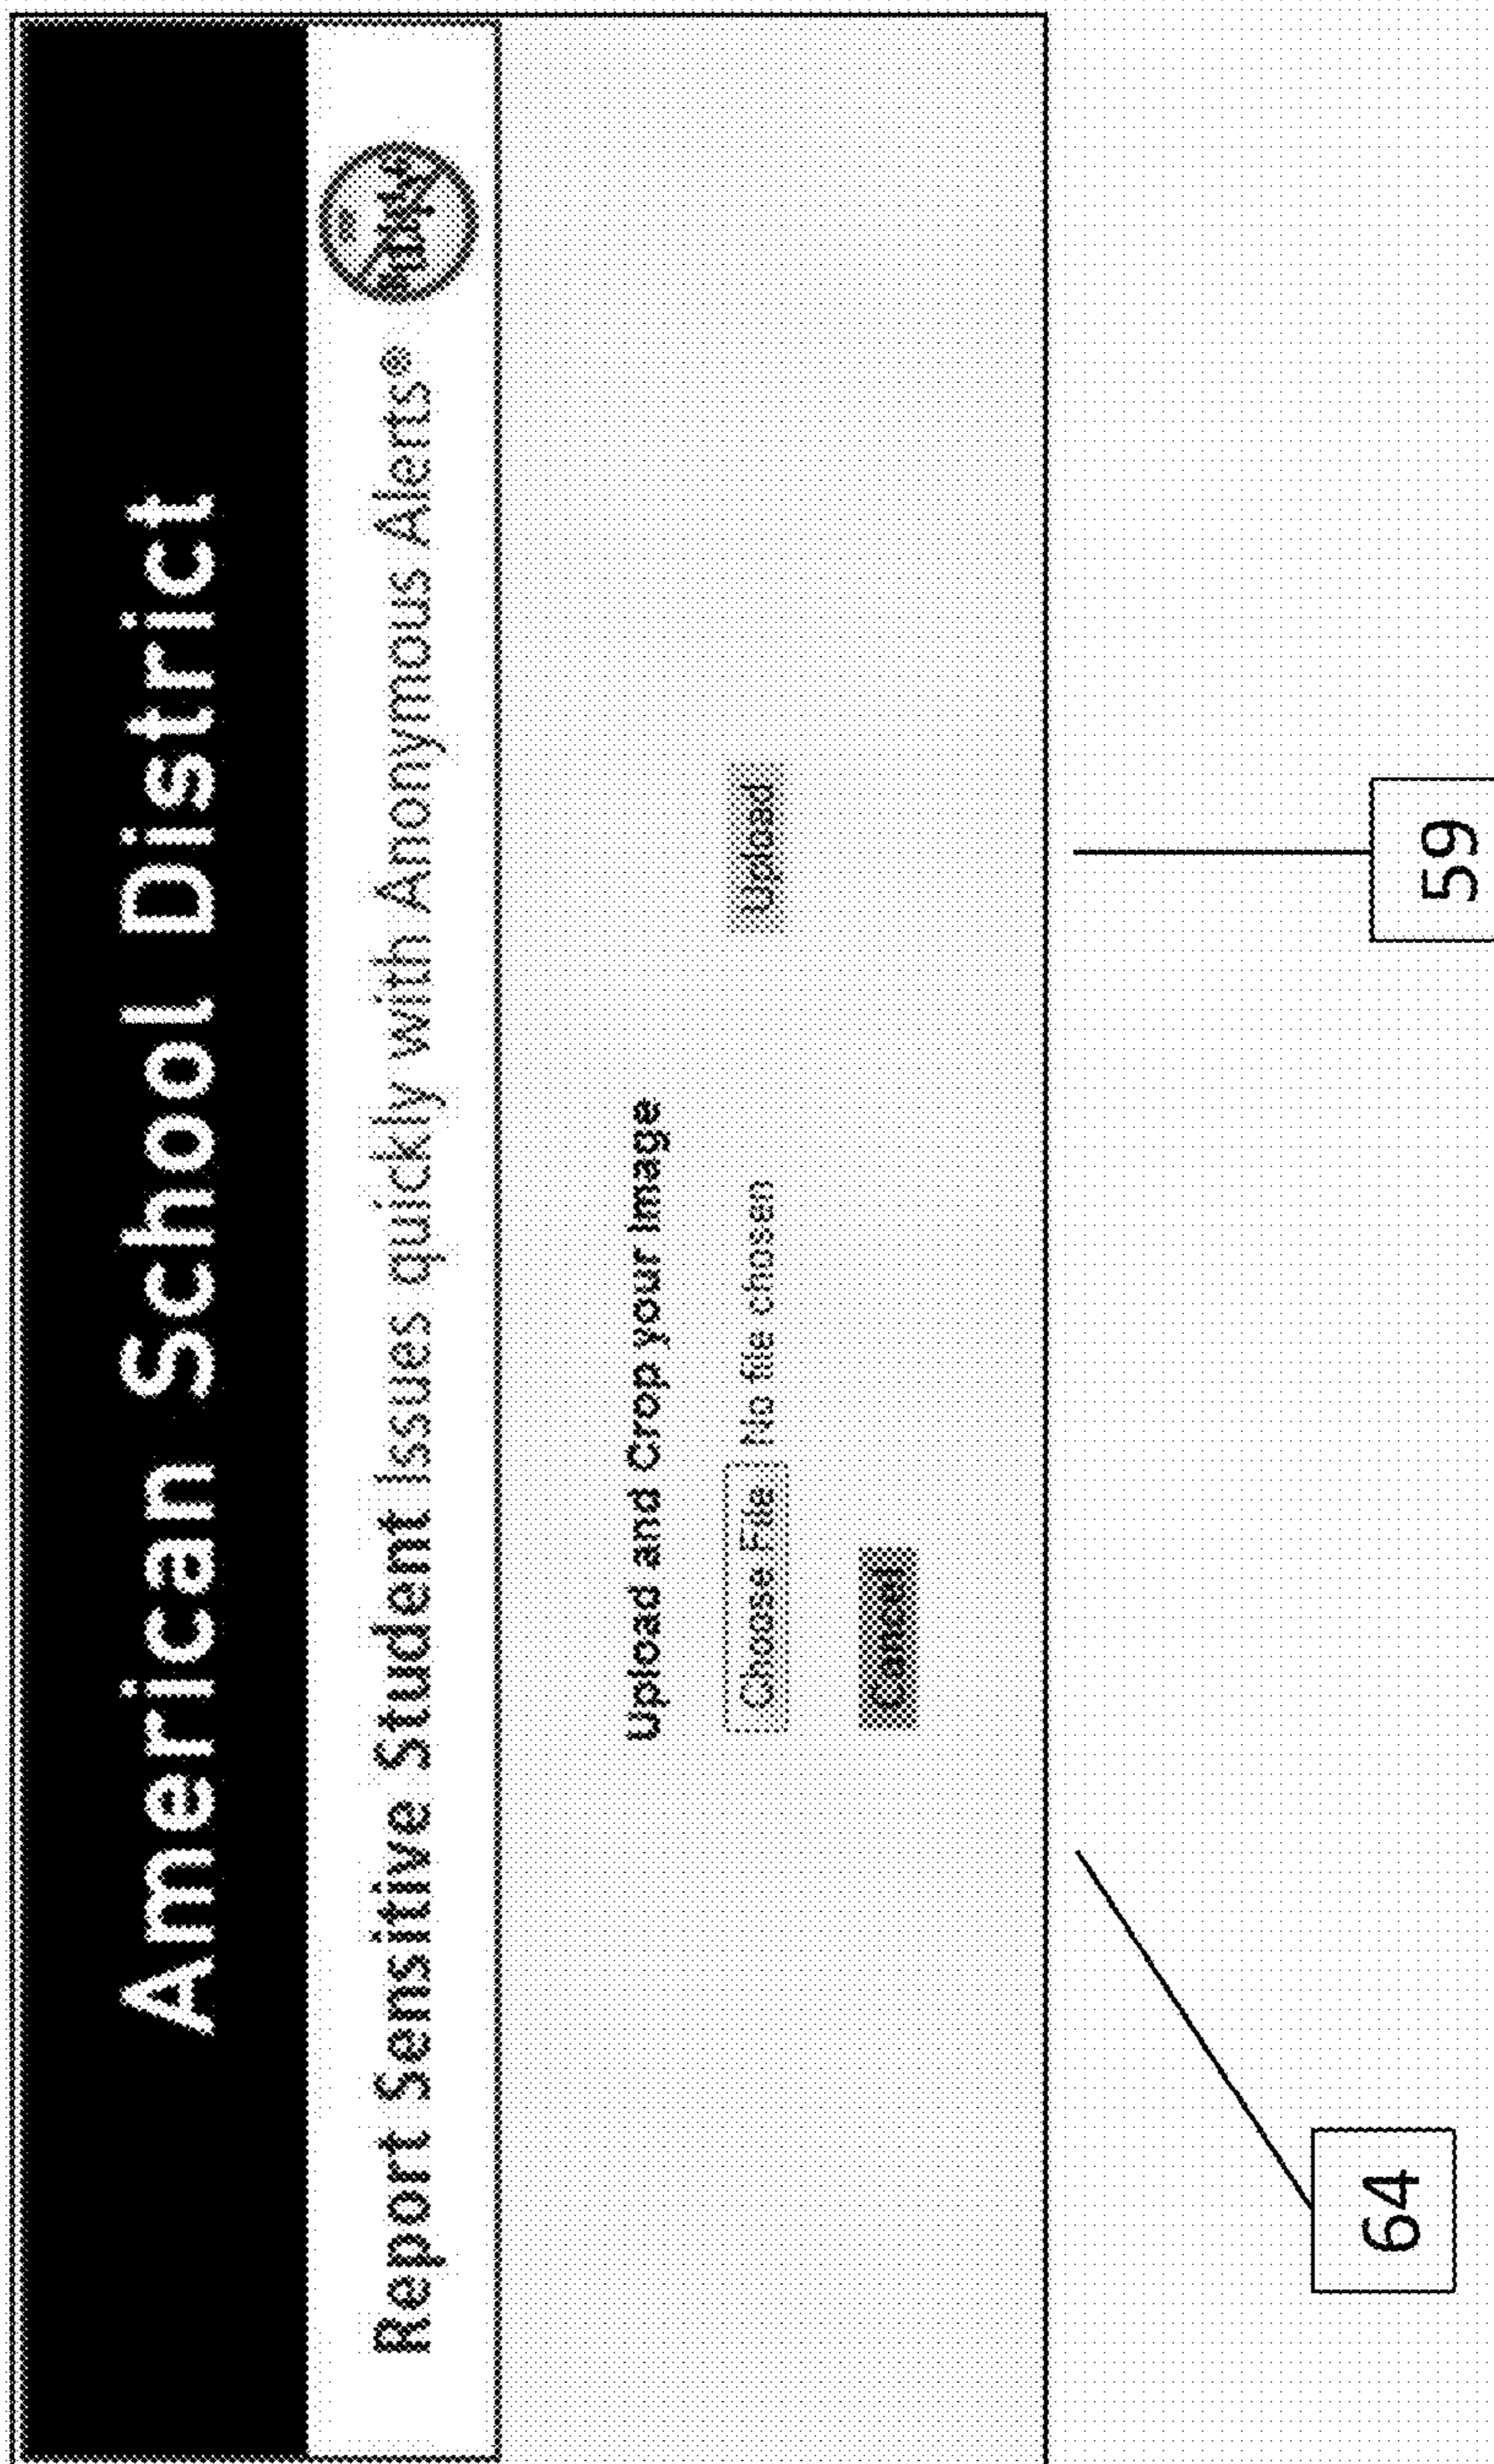 American School District
Report Sensitive Student Issues quickly with Anonymous Alerts®
Upload and Crop your Image
Choose File No file chosen Upload
Cancel
64
59